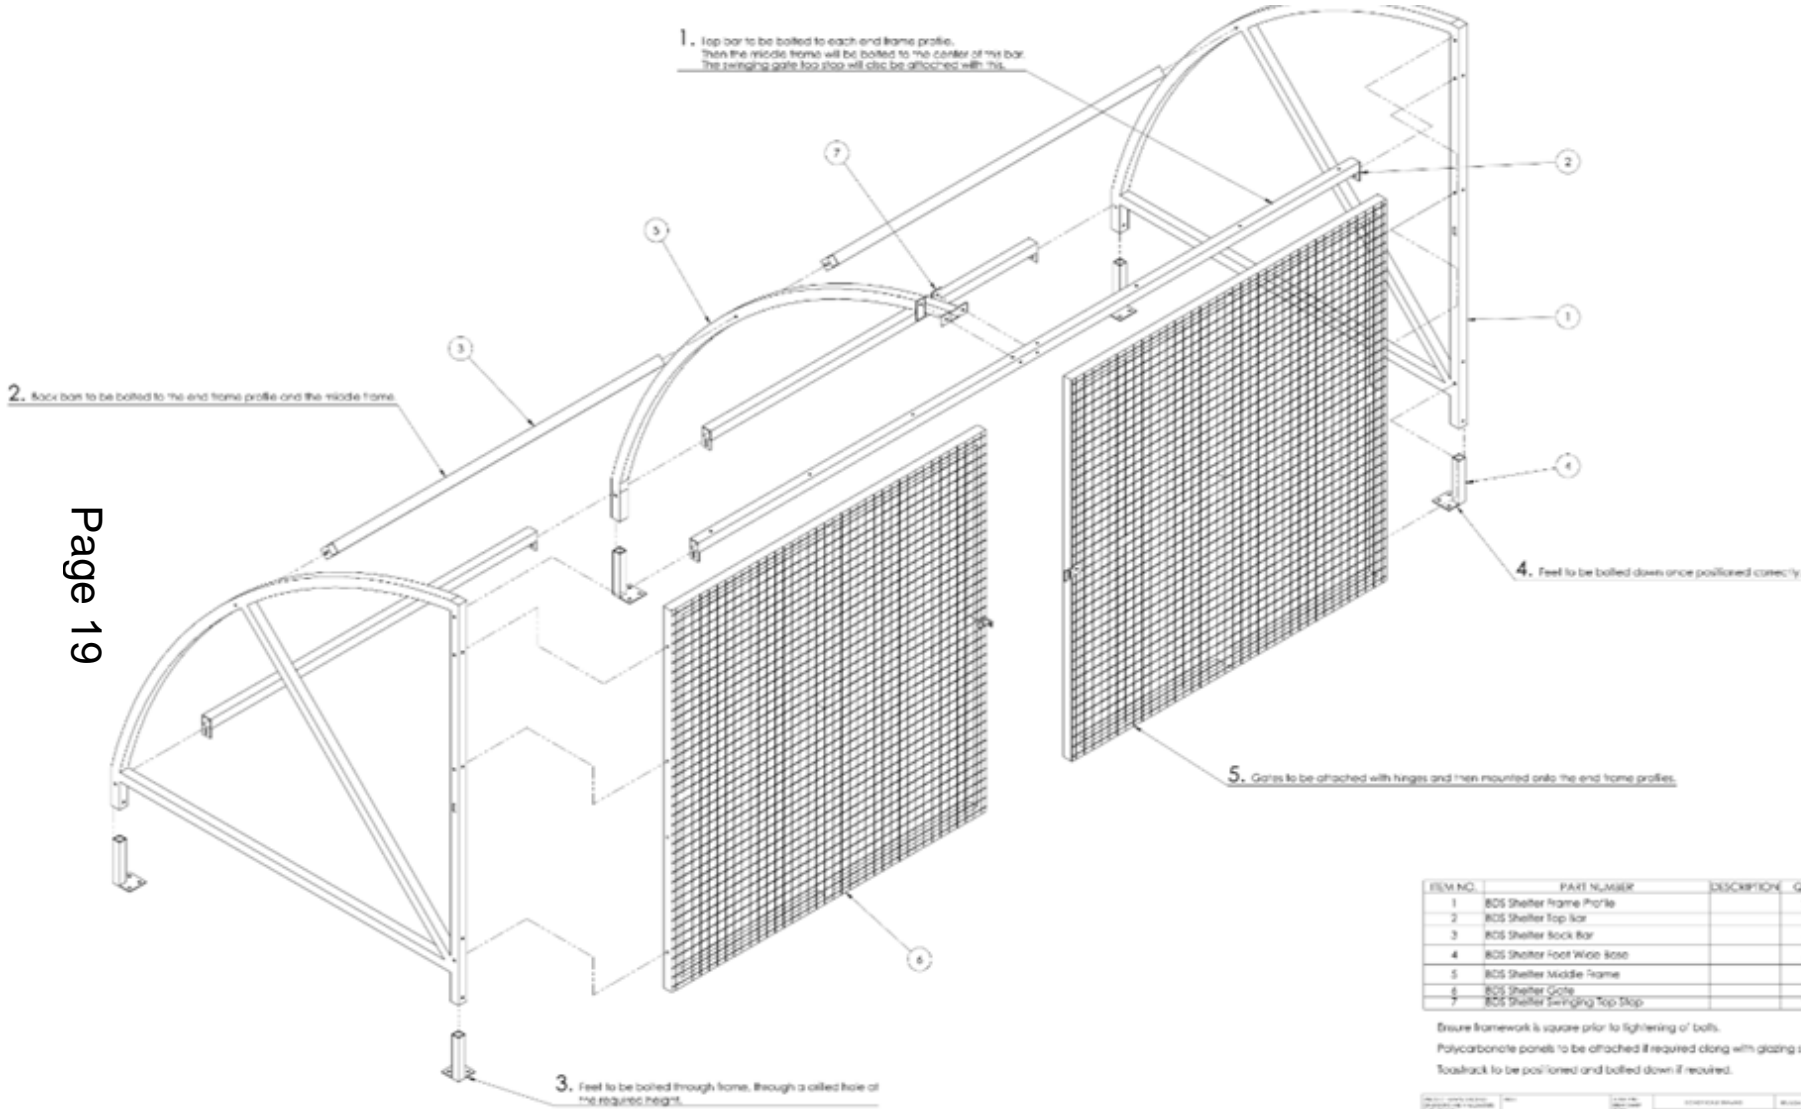 1. Top bar to be bolted to each end frame profile.
Then the middle frame will be bolted to the center of this bar.
The swinging gate top stop will also be attached with this.
7
2
5
1
3
2. Back bars to be bolted to the end frame profile and the middle frame.
4
Page 19
4. Feet to be bolted down once positioned correctly.
5. Gates to be attached with hinges and then mounted onto the end frame profiles.
6
ITEM NO. PART NUMBER DESCRIPTION
1 BDS Shelter Frame Profile
2 BDS Shelter Top Bar
3 BDS Shelter Back Bar
4 BDS Shelter Foot Wide Base
5 BDS Shelter Middle Frame
6 BDS Shelter Gate
7 BDS Shelter Swinging Top Stop
Ensure framework is square prior to tightening of bolts.
Polycarbonate panels to be attached if required along with glazing
Toastrack to be positioned and bolted down if required.
3. Feet to be bolted through frame, through a drilled hole at
the required height.